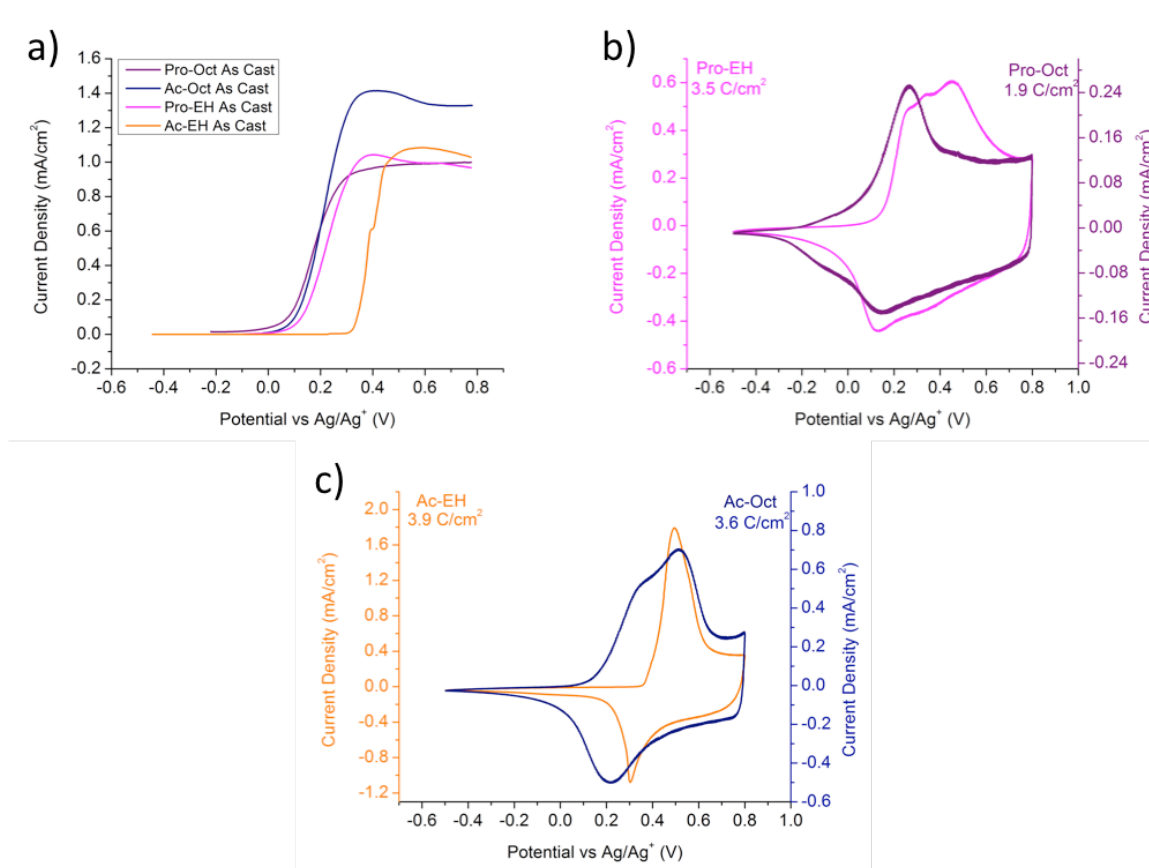 a)
1.6
1.4
1.2
1.0
0.8
0.6
0.4
0.2
0.0
-0.2
Current Density (mA/cm²)
Pro-Oct As Cast
Ac-Oct As Cast
Pro-EH As Cast
Ac-EH As Cast
-0.6 -0.4 -0.2 0.0 0.2 0.4 0.6 0.8
Potential vs Ag/Ag⁺ (V)
b)
Pro-EH
3.5 C/cm²
Pro-Oct
1.9 C/cm²
0.6
0.4
0.2
0.0
-0.2
-0.4
-0.6
Current Density (mA/cm²)
0.24
0.16
0.08
0.00
-0.08
-0.16
-0.24
Current Density (mA/cm²)
-0.6 -0.4 -0.2 0.0 0.2 0.4 0.6 0.8 1.0
Potential vs Ag/Ag⁺ (V)
c)
Ac-EH
3.9 C/cm²
Ac-Oct
3.6 C/cm²
2.0
1.6
1.2
0.8
0.4
0.0
-0.4
-0.8
-1.2
Current Density (mA/cm²)
1.0
0.8
0.6
0.4
0.2
0.0
-0.2
-0.4
-0.6
Current Density (mA/cm²)
-0.6 -0.4 -0.2 0.0 0.2 0.4 0.6 0.8 1.0
Potential vs Ag/Ag⁺ (V)